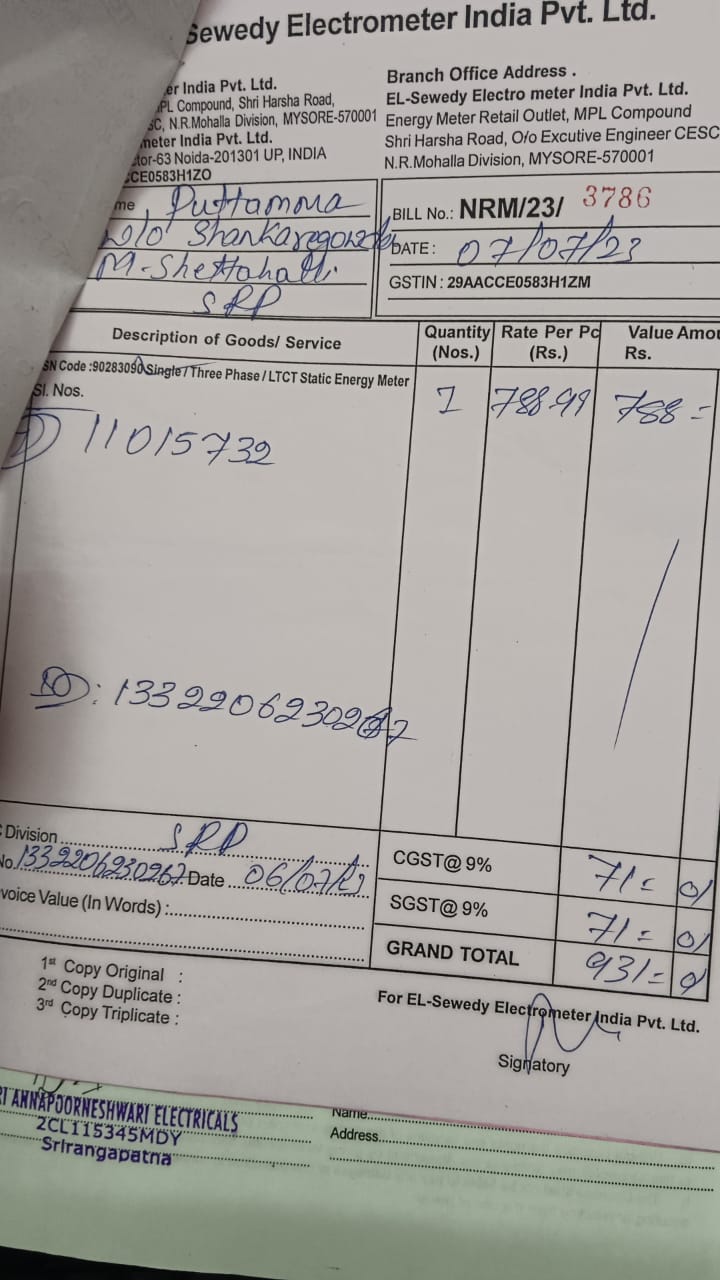 Sewedy Electrometer India Pvt. Ltd.
er India Pvt. Ltd.
PL Compound, Shri Harsha Road,
SC, N.R.Mohalla Division, MYSORE-570001
meter India Pvt. Ltd.
tor-63 Noida-201301 UP, INDIA
CE0583H1ZO
Branch Office Address .
EL-Sewedy Electro meter India Pvt. Ltd.
Energy Meter Retail Outlet, MPL Compound
Shri Harsha Road, O/o Excutive Engineer CESC
N.R.Mohalla Division, MYSORE-570001
me Puttamma
W/o Shankaregowda
M-Shettahalli
SRP
BILL No.: NRM/23/ 3786
DATE: 07/07/23
GSTIN : 29AACCE0583H1ZM
Description of Goods/ Service Quantity (Nos.) Rate Per Pc (Rs.) Value Amou Rs.
SN Code :90283090 Single / Three Phase / LTCT Static Energy Meter
Sl. Nos.
1 788.99 788=
1) 11015732
: 1332206230267
Division SRP
No. 1332206230267 Date 06/07/23
voice Value (In Words) :
CGST@ 9% 71=01
SGST@ 9% 71=01
GRAND TOTAL 931=
1st Copy Original :
2nd Copy Duplicate :
3rd Copy Triplicate :
For EL-Sewedy Electrometer India Pvt. Ltd.
Signatory
RI ANNAPOORNESHWARI ELECTRICALS
2CL115345MDY
Srirangapatna
Name
Address